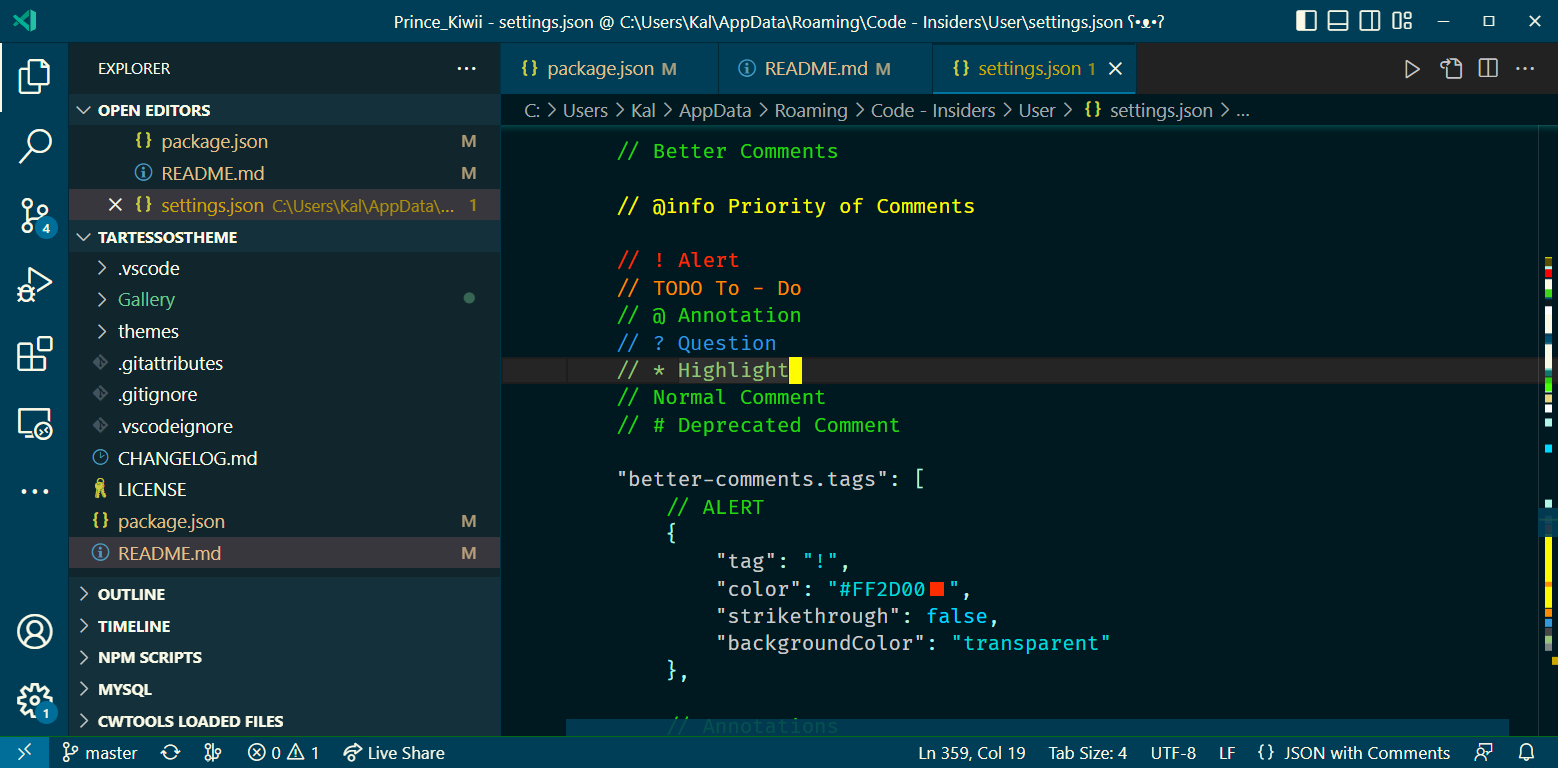 Prince_Kiwii - settings.json @ C:\Users\Kal\AppData\Roaming\Code - Insiders\User\settings.json ʕ•ᴥ•ʔ
EXPLORER
OPEN EDITORS
{} package.json M
README.md M
{} settings.json C:\Users\Kal\AppData\... 1
TARTESSOSTHEME
.vscode
Gallery
themes
.gitattributes
.gitignore
.vscodeignore
CHANGELOG.md
LICENSE
{} package.json M
README.md M
OUTLINE
TIMELINE
NPM SCRIPTS
MYSQL
CWTOOLS LOADED FILES
4
1
{} package.json M
README.md M
{} settings.json 1
C: > Users > Kal > AppData > Roaming > Code - Insiders > User > {} settings.json > ...
// Better Comments
// @info Priority of Comments
// ! Alert
// TODO To - Do
// @ Annotation
// ? Question
// * Highlight
// Normal Comment
// # Deprecated Comment
"better-comments.tags": [
// ALERT
{
"tag": "!",
"color": "#FF2D00",
"strikethrough": false,
"backgroundColor": "transparent"
},
// Annotations
master
0 1
Live Share
Ln 359, Col 19
Tab Size: 4
UTF-8
LF
{} JSON with Comments